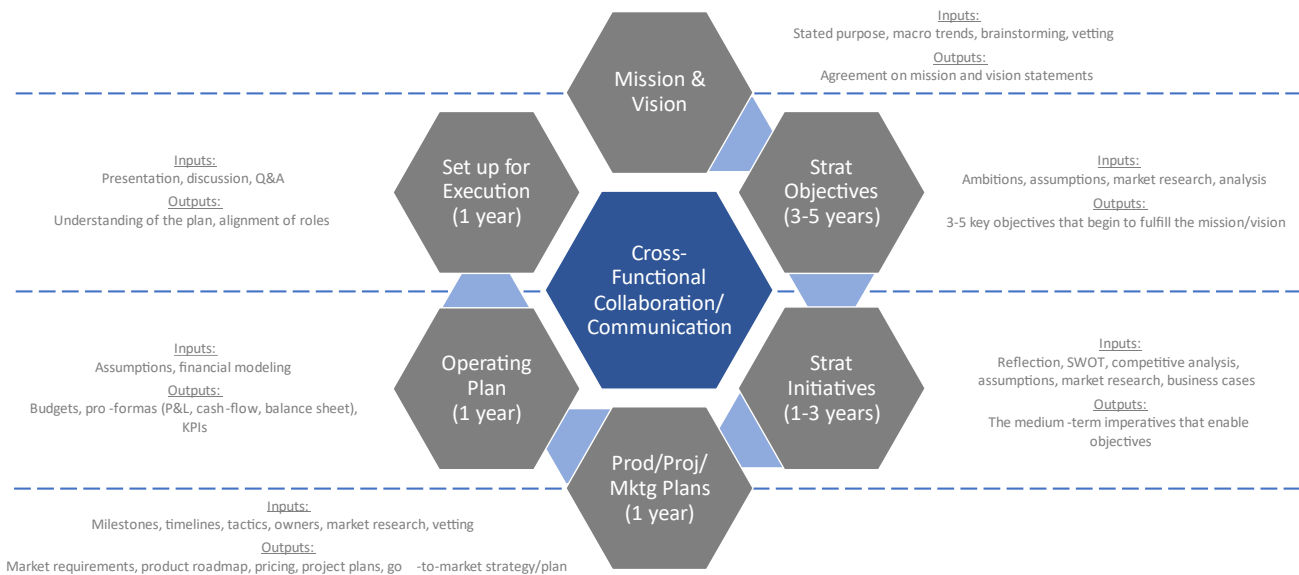 Inputs:
Stated purpose, macro trends, brainstorming, vetting
Outputs:
Agreement on mission and vision statements
Mission &
Vision
Inputs:
Presentation, discussion, Q&A
Outputs:
Understanding of the plan, alignment of roles
Set up for
Execution
(1 year)
Strat
Objectives
(3-5 years)
Inputs:
Ambitions, assumptions, market research, analysis
Outputs:
3-5 key objectives that begin to fulfill the mission/vision
Cross-
Functional
Collaboration/
Communication
Inputs:
Assumptions, financial modeling
Outputs:
Budgets, pro -formas (P&L, cash -flow, balance sheet),
KPIs
Operating
Plan
(1 year)
Strat
Initiatives
(1-3 years)
Inputs:
Reflection, SWOT, competitive analysis,
assumptions, market research, business cases
Outputs:
The medium -term imperatives that enable
objectives
Prod/Proj/
Mktg Plans
(1 year)
Inputs:
Milestones, timelines, tactics, owners, market research, vetting
Outputs:
Market requirements, product roadmap, pricing, project plans, go -to-market strategy/plan